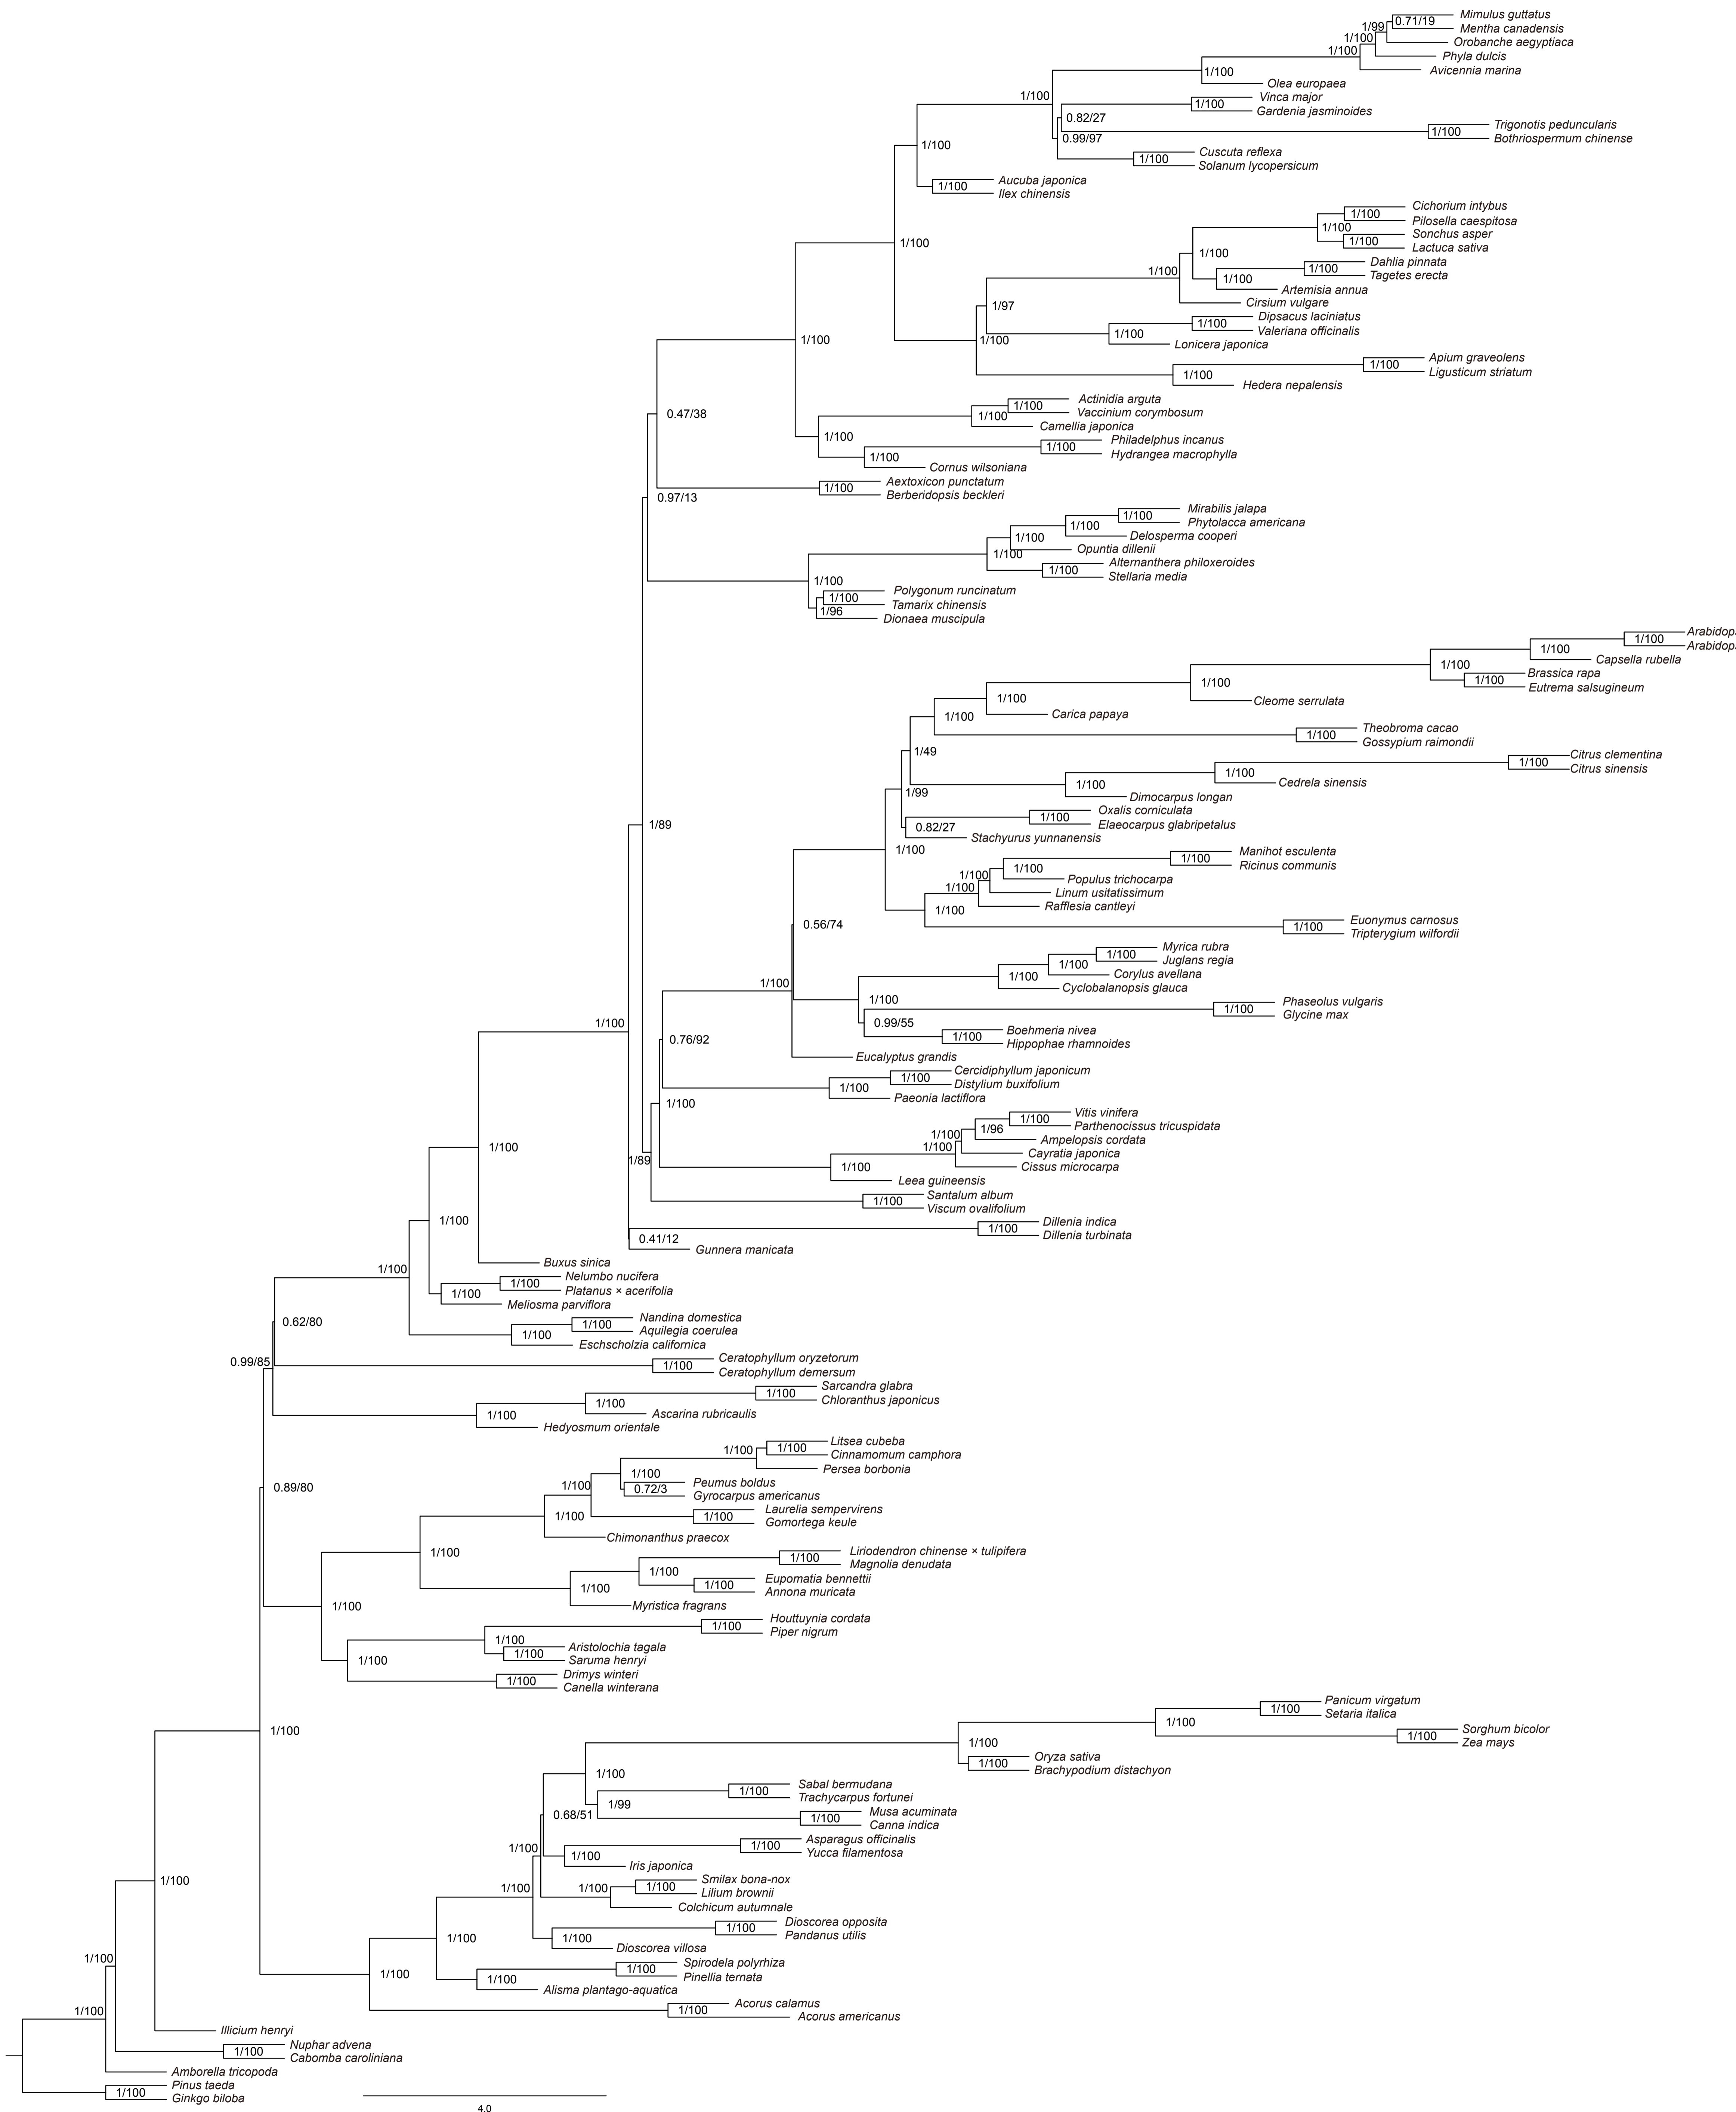 Mimulus guttatus
0.71/19
Mentha canadensis
1/99
Orobanche aegyptiaca
1/100
Phyla dulcis
1/100
Avicennia marina
1/100
Olea europaea
1/100
Vinca major
1/100
Gardenia jasminoides
0.82/27
Trigonotis peduncularis
1/100
Bothriospermum chinense
0.99/97
Cuscuta reflexa
1/100
Solanum lycopersicum
1/100
Aucuba japonica
1/100
Ilex chinensis
Cichorium intybus
1/100
Pilosella caespitosa
1/100
Sonchus asper
1/100
Lactuca sativa
1/100
1/100
Dahlia pinnata
1/100
Tagetes erecta
1/100
1/100
Artemisia annua
Cirsium vulgare
1/97
Dipsacus laciniatus
1/100
Valeriana officinalis
1/100
1/100
1/100
Lonicera japonica
Apium graveolens
1/100
Ligusticum striatum
1/100
Hedera nepalensis
Actinidia arguta
1/100
Vaccinium corymbosum
1/100
0.47/38
Camellia japonica
1/100
Philadelphus incanus
1/100
Hydrangea macrophylla
1/100
Cornus wilsoniana
Aextoxicon punctatum
1/100
Berberidopsis beckleri
0.97/13
Mirabilis jalapa
1/100
Phytolacca americana
1/100
Delosperma cooperi
1/100
Opuntia dillenii
1/100
Alternanthera philoxeroides
1/100
Stellaria media
1/100
Polygonum runcinatum
1/100
Tamarix chinensis
1/96
Dionaea muscipula
Arabidop
1/100
Arabidop
1/100
Capsella rubella
1/100
Brassica rapa
1/100
Eutrema salsugineum
1/100
Cleome serrulata
1/100
Carica papaya
1/100
Theobroma cacao
1/100
Gossypium raimondii
1/49
Citrus clementina
1/100
Citrus sinensis
1/100
Cedrela sinensis
1/100
1/99
Dimocarpus longan
Oxalis corniculata
1/100
Elaeocarpus glabripetalus
0.82/27
1/89
Stachyurus yunnanensis
1/100
Manihot esculenta
1/100
Ricinus communis
1/100
1/100
Populus trichocarpa
1/100
Linum usitatissimum
Rafflesia cantleyi
1/100
Euonymus carnosus
0.56/74
1/100
Tripterygium wilfordii
Myrica rubra
1/100
Juglans regia
1/100
Corylus avellana
1/100
1/100
Cyclobalanopsis glauca
1/100
Phaseolus vulgaris
1/100
Glycine max
0.99/55
1/100
Boehmeria nivea
1/100
0.76/92
Hippophae rhamnoides
Eucalyptus grandis
Cercidiphyllum japonicum
1/100
Distylium buxifolium
1/100
Paeonia lactiflora
1/100
Vitis vinifera
1/100
Parthenocissus tricuspidata
1/96
1/100
Ampelopsis cordata
1/100
1/100
Cayratia japonica
1/89
1/100
Cissus microcarpa
Leea guineensis
Santalum album
1/100
Viscum ovalifolium
1/100
Dillenia indica
1/100
Dillenia turbinata
0.41/12
Gunnera manicata
Buxus sinica
1/100
Nelumbo nucifera
1/100
Platanus × acerifolia
1/100
Meliosma parviflora
0.62/80
Nandina domestica
1/100
Aquilegia coerulea
1/100
Eschscholzia californica
0.99/85
Ceratophyllum oryzetorum
1/100
Ceratophyllum demersum
Sarcandra glabra
1/100
Chloranthus japonicus
1/100
Ascarina rubricaulis
1/100
Hedyosmum orientale
Litsea cubeba
1/100
1/100
Cinnamomum camphora
Persea borbonia
1/100
Peumus boldus
0.89/80
1/100
0.72/3
Gyrocarpus americanus
Laurelia sempervirens
1/100
1/100
Gomortega keule
Chimonanthus praecox
1/100
Liriodendron chinense × tulipifera
1/100
Magnolia denudata
1/100
Eupomatia bennettii
1/100
1/100
Annona muricata
1/100
Myristica fragrans
Houttuynia cordata
1/100
Piper nigrum
1/100
Aristolochia tagala
1/100
1/100
Saruma henryi
Drimys winteri
1/100
Canella winterana
Panicum virgatum
1/100
Setaria italica
1/100
1/100
Sorghum bicolor
1/100
Zea mays
1/100
Oryza sativa
1/100
Brachypodium distachyon
1/100
Sabal bermudana
1/100
Trachycarpus fortunei
1/99
Musa acuminata
0.68/51
1/100
Canna indica
Asparagus officinalis
1/100
1/100
Yucca filamentosa
1/100
Iris japonica
Smilax bona-nox
1/100
1/100
1/100
1/100
Lilium brownii
Colchicum autumnale
Dioscorea opposita
1/100
Pandanus utilis
1/100
1/100
Dioscorea villosa
1/100
Spirodela polyrhiza
1/100
1/100
Pinellia ternata
1/100
Alisma plantago-aquatica
Acorus calamus
1/100
1/100
Acorus americanus
Illicium henryi
Nuphar advena
1/100
Cabomba caroliniana
Amborella tricopoda
Pinus taeda
1/100
Ginkgo biloba
4.0